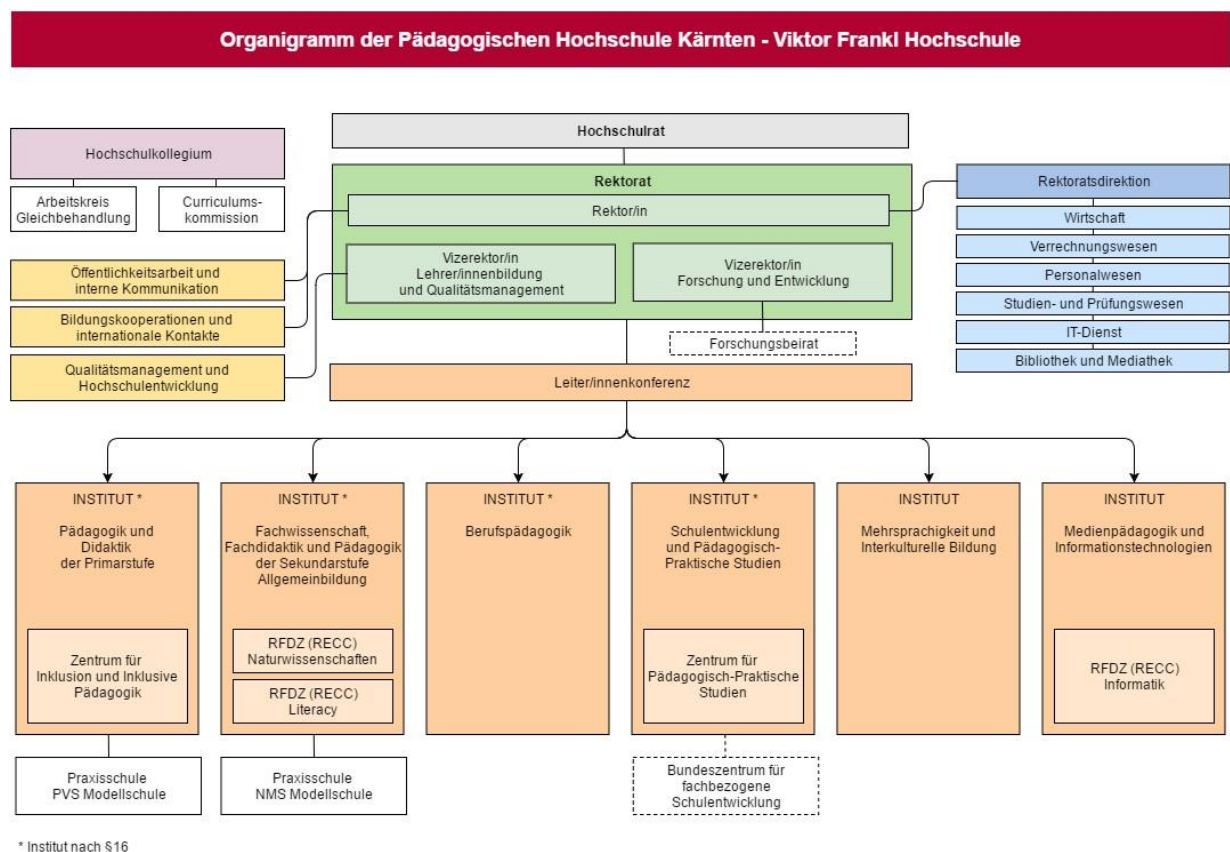 Organigramm der Pädagogischen Hochschule Kärnten - Viktor Frankl Hochschule
Hochschulrat
Hochschulkollegium
Arbeitskreis
Gleichbehandlung
Curriculums-
kommission
Rektorat
Rektor/in
Vizerektor/in
Lehrer/innenbildung
und Qualitätsmanagement
Vizerektor/in
Forschung und Entwicklung
Forschungsbeirat
Rektoratsdirektion
Wirtschaft
Verrechnungswesen
Personalwesen
Studien- und Prüfungswesen
IT-Dienst
Bibliothek und Mediathek
Öffentlichkeitsarbeit und
interne Kommunikation
Bildungskooperationen und
internationale Kontakte
Qualitätsmanagement und
Hochschulentwicklung
Leiter/innenkonferenz
INSTITUT *
Pädagogik und
Didaktik
der Primarstufe
Zentrum für
Inklusion und Inklusive
Pädagogik
Praxisschule
PVS Modellschule
INSTITUT *
Fachwissenschaft,
Fachdidaktik und Pädagogik
der Sekundarstufe
Allgemeinbildung
RFDZ (RECC)
Naturwissenschaften
RFDZ (RECC)
Literacy
Praxisschule
NMS Modellschule
INSTITUT *
Berufspädagogik
INSTITUT *
Schulentwicklung
und Pädagogisch-
Praktische Studien
Zentrum für
Pädagogisch-Praktische
Studien
Bundeszentrum für
fachbezogene
Schulentwicklung
INSTITUT
Mehrsprachigkeit und
Interkulturelle Bildung
INSTITUT
Medienpädagogik und
Informationstechnologien
RFDZ (RECC)
Informatik
* Institut nach §16